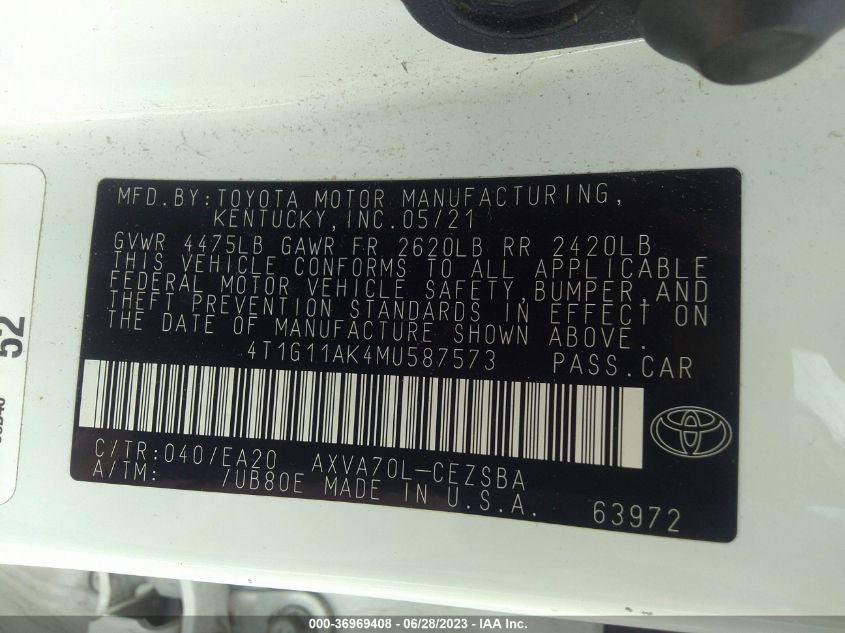 MFD.BY:TOYOTA MOTOR MANUFACTURING,
KENTUCKY,INC.05/21
GVWR 4475LB GAWR FR 2620LB RR 2420LB
THIS VEHICLE CONFORMS TO ALL APPLICABLE
FEDERAL MOTOR VEHICLE SAFETY,BUMPER,AND
THEFT PREVENTION STANDARDS IN EFFECT ON
THE DATE OF MANUFACTURE SHOWN ABOVE.
4T1G11AK4MU587573 PASS.CAR
C/TR:040/EA20 AXVA70L-CEZSBA
A/TM: /UB80E MADE IN U.S.A.
63972
52
000-36969408 - 06/28/2023 - IAA Inc.